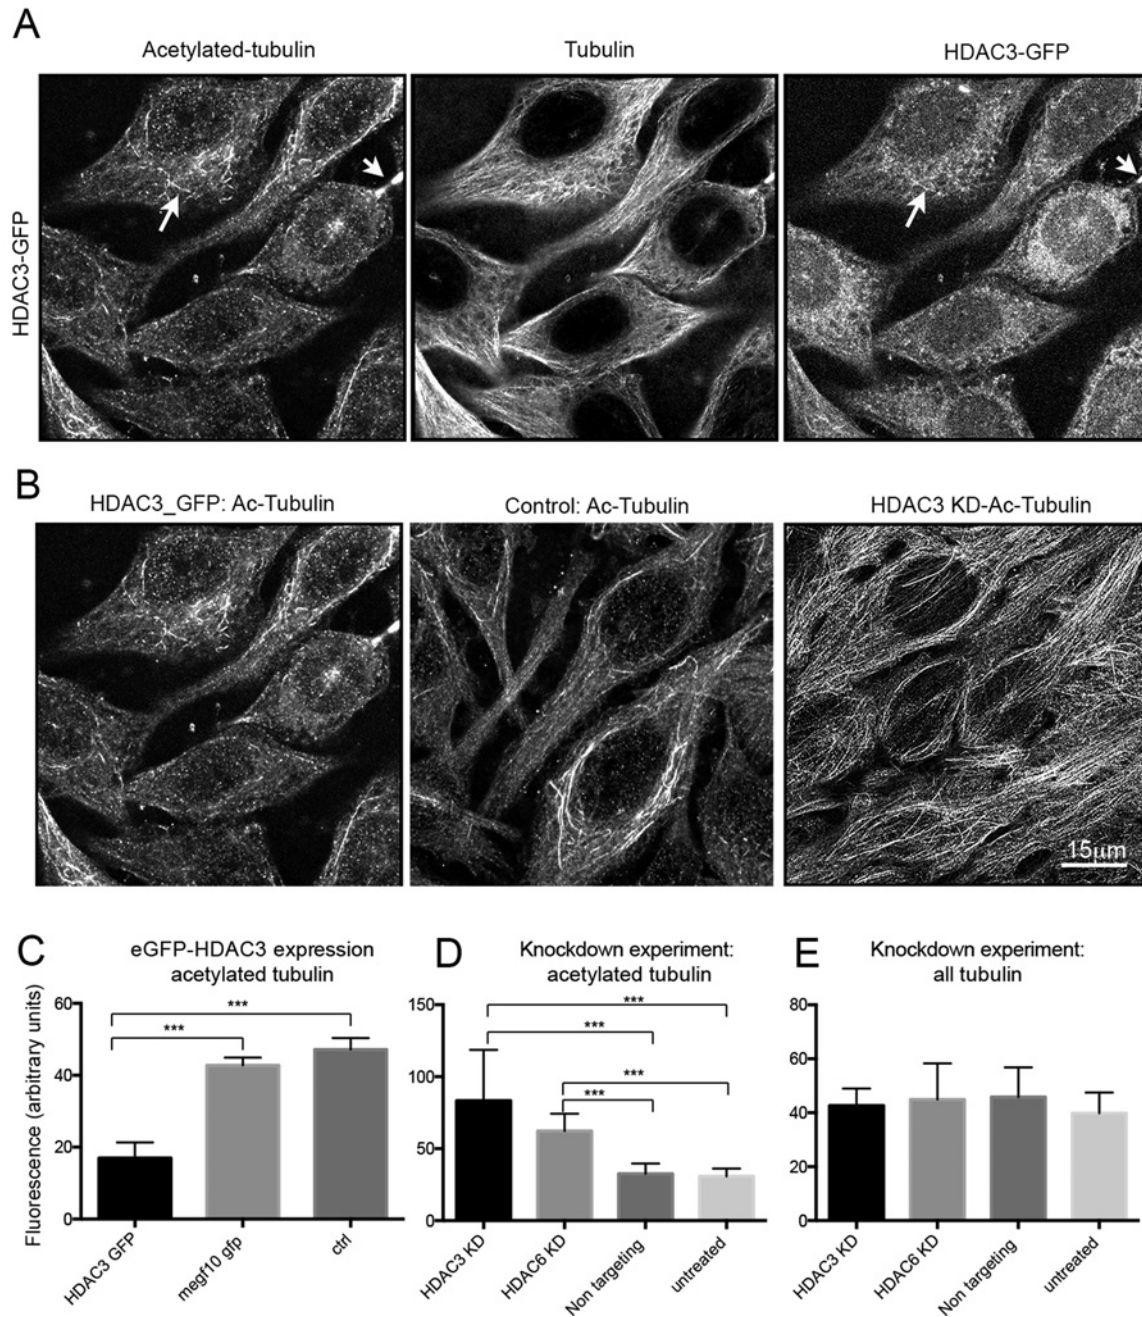 A
Acetylated-tubulin
Tubulin
HDAC3-GFP
HDAC3-GFP
B
HDAC3_GFP: Ac-Tubulin
Control: Ac-Tubulin
HDAC3 KD-Ac-Tubulin
15μm
C
eGFP-HDAC3 expression
acetylated tubulin
Fluorescence (arbitrary units)
60
40
20
0
***
***
HDAC3 GFP
megf10 gfp
ctrl
D
Knockdown experiment:
acetylated tubulin
150
100
50
0
***
***
***
***
HDAC3 KD
HDAC6 KD
Non targeting
untreated
E
Knockdown experiment:
all tubulin
80
60
40
20
0
HDAC3 KD
HDAC6 KD
Non targeting
untreated